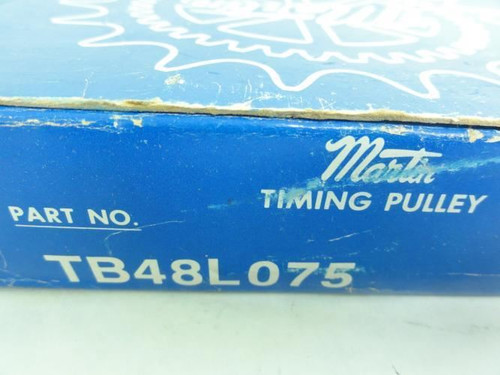 Martin
TIMING PULLEY
PART NO.
TB48L075